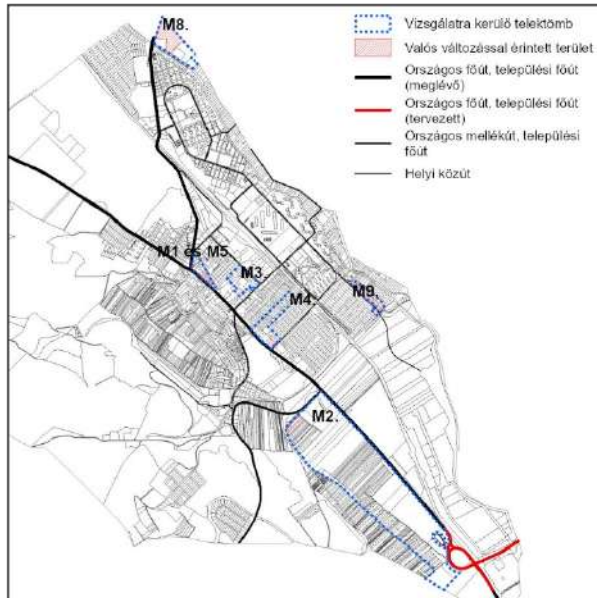 M8.
Vizsgálatra kerülő telektömb
Valós változással érintett terület
Országos főút, települési főút
(meglévő)
Országos főút, települési főút
(tervezett)
Országos mellékút, települési
főút
Helyi közút
M1 és M5
M3.
M4.
M9.
M2.